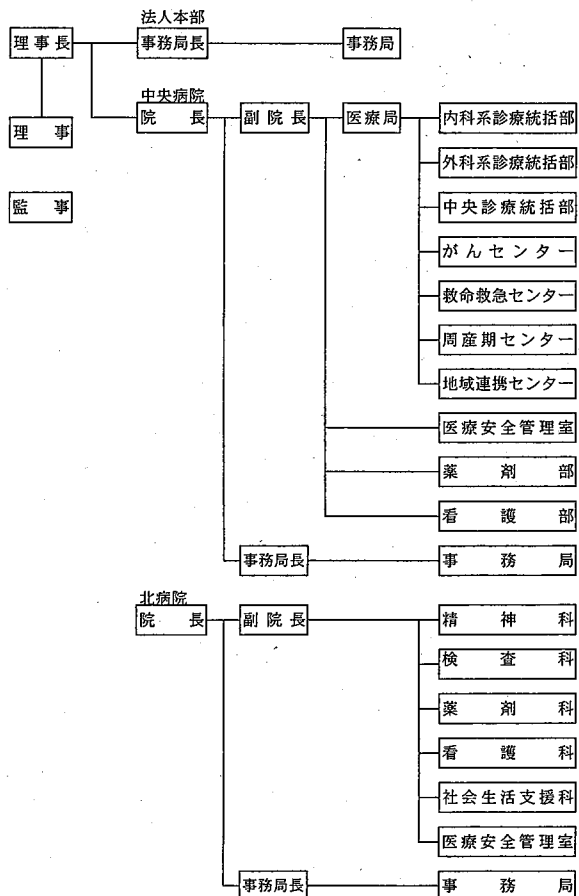 法人本部
理事長
事務局長
事務局
中央病院
理事
院長
副院長
医療局
内科系診療統括部
外科系診療統括部
監事
中央診療統括部
がんセンター
救命救急センター
周産期センター
地域連携センター
医療安全管理室
薬剤部
看護部
事務局長
事務局
北病院
院長
副院長
精神科
検査科
薬剤科
看護科
社会生活支援科
医療安全管理室
事務局長
事務局